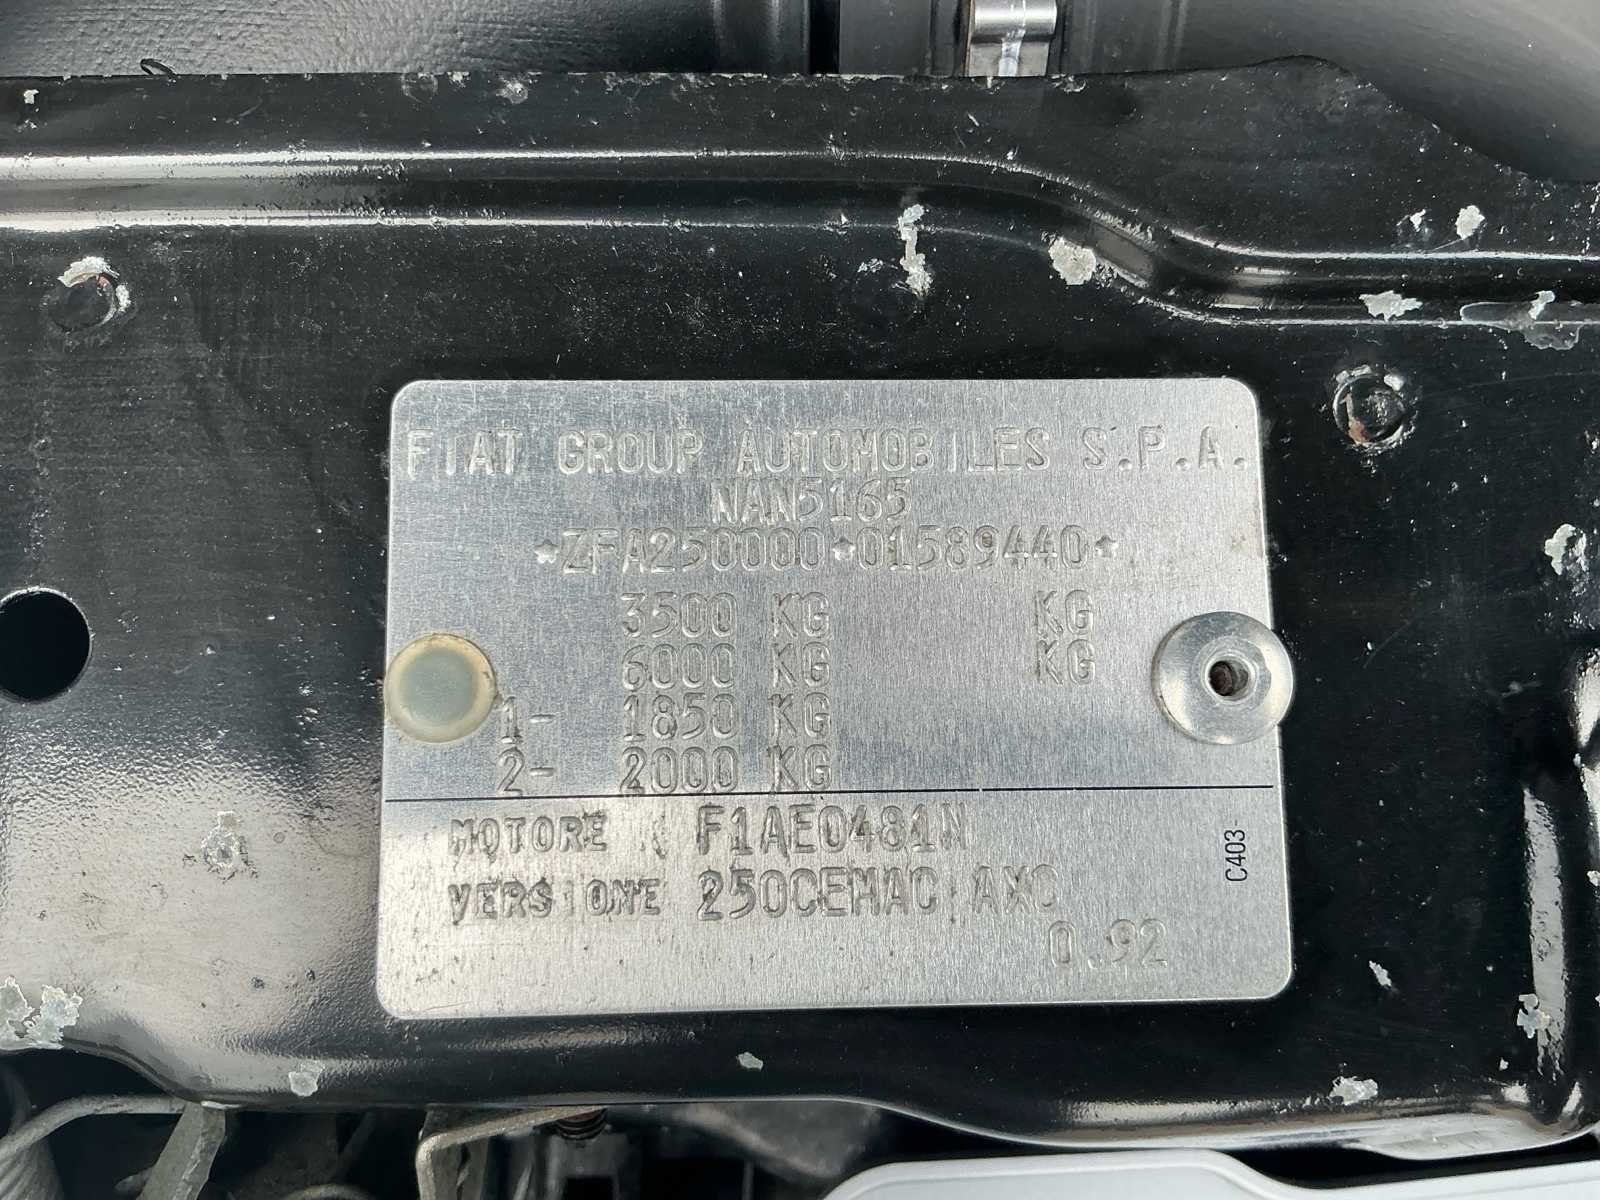 FIAT GROUP AUTOMOBILES S.P.A.
NAN5165
*ZFA250000*01589440*
3500 KG KG
6000 KG KG
1- 1850 KG
2- 2000 KG
MOTORE F1AE0481N
VERSIONE 250CEMAC AXC
0.92
C403-